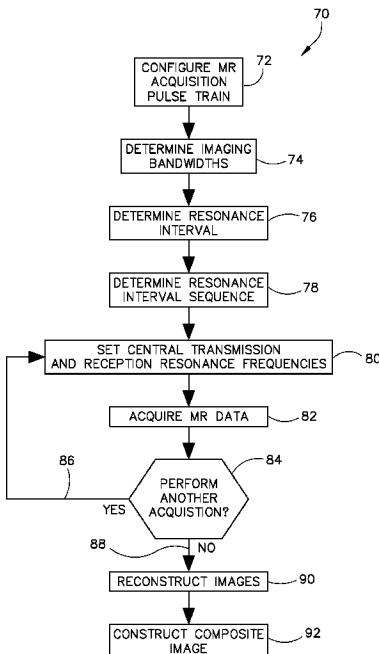 70
CONFIGURE MR
ACQUISITION
PULSE TRAIN
72
DETERMINE IMAGING
BANDWIDTHS
74
DETERMINE RESONANCE
INTERVAL
76
DETERMINE RESONANCE
INTERVAL SEQUENCE
78
SET CENTRAL TRANSMISSION
AND RECEPTION RESONANCE FREQUENCIES
80
ACQUIRE MR DATA
82
84
86
PERFORM
ANOTHER
ACQUISTION?
YES
88
NO
RECONSTRUCT IMAGES
90
CONSTRUCT COMPOSITE
IMAGE
92